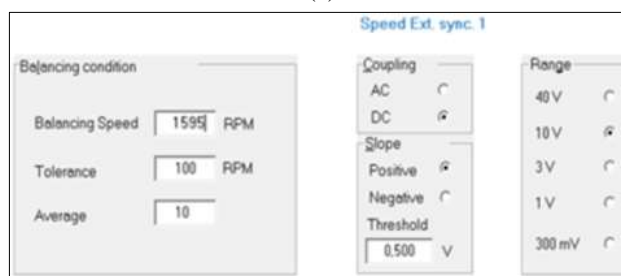 Speed Ext. sync. 1
Balancing condition
Balancing Speed 1595 RPM
Tolerance 100 RPM
Average 10
Coupling
AC
DC
Slope
Positive
Negative
Threshold
0,500 V
Range
40 V
10 V
3 V
1 V
300 mV